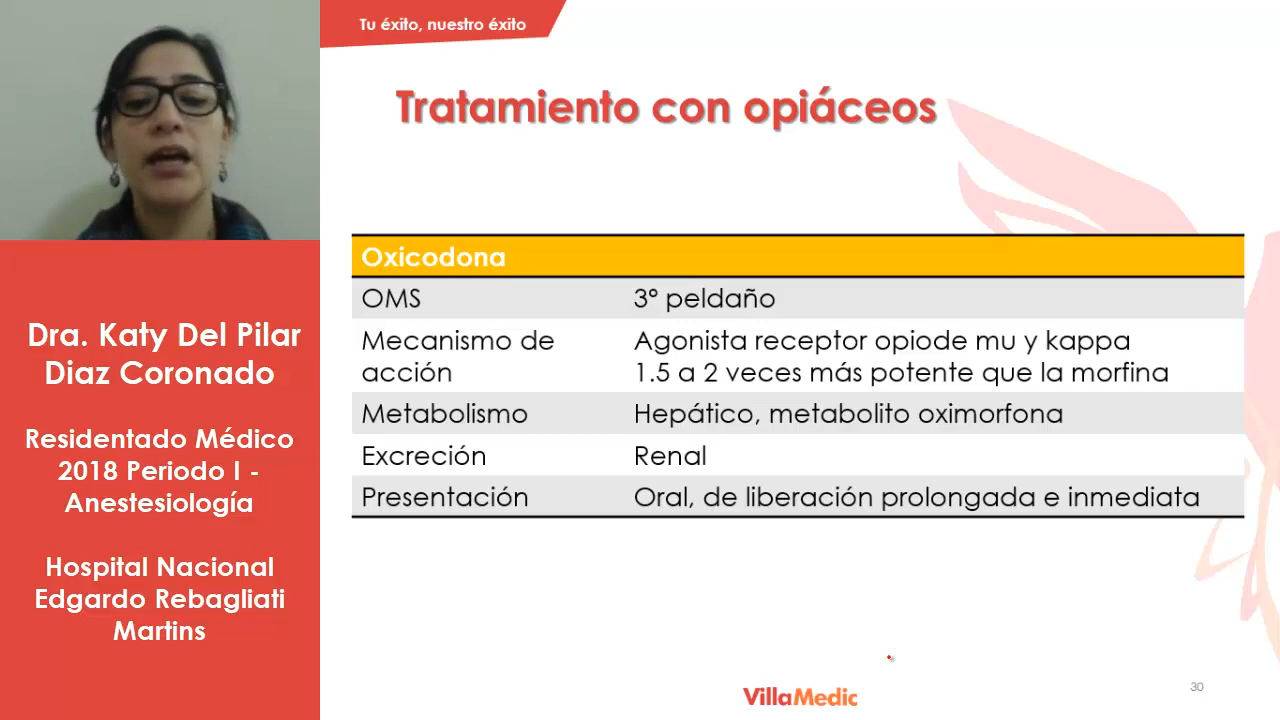 Tu éxito, nuestro éxito
Tratamiento con opiáceos
Oxicodona
OMS 3º peldaño
Mecanismo de acción Agonista receptor opiode mu y kappa
1.5 a 2 veces más potente que la morfina
Metabolismo Hepático, metabolito oximorfona
Excreción Renal
Presentación Oral, de liberación prolongada e inmediata
Dra. Katy Del Pilar
Diaz Coronado
Residentado Médico
2018 Periodo I -
Anestesiología
Hospital Nacional
Edgardo Rebagliati
Martins
VillaMedic
30